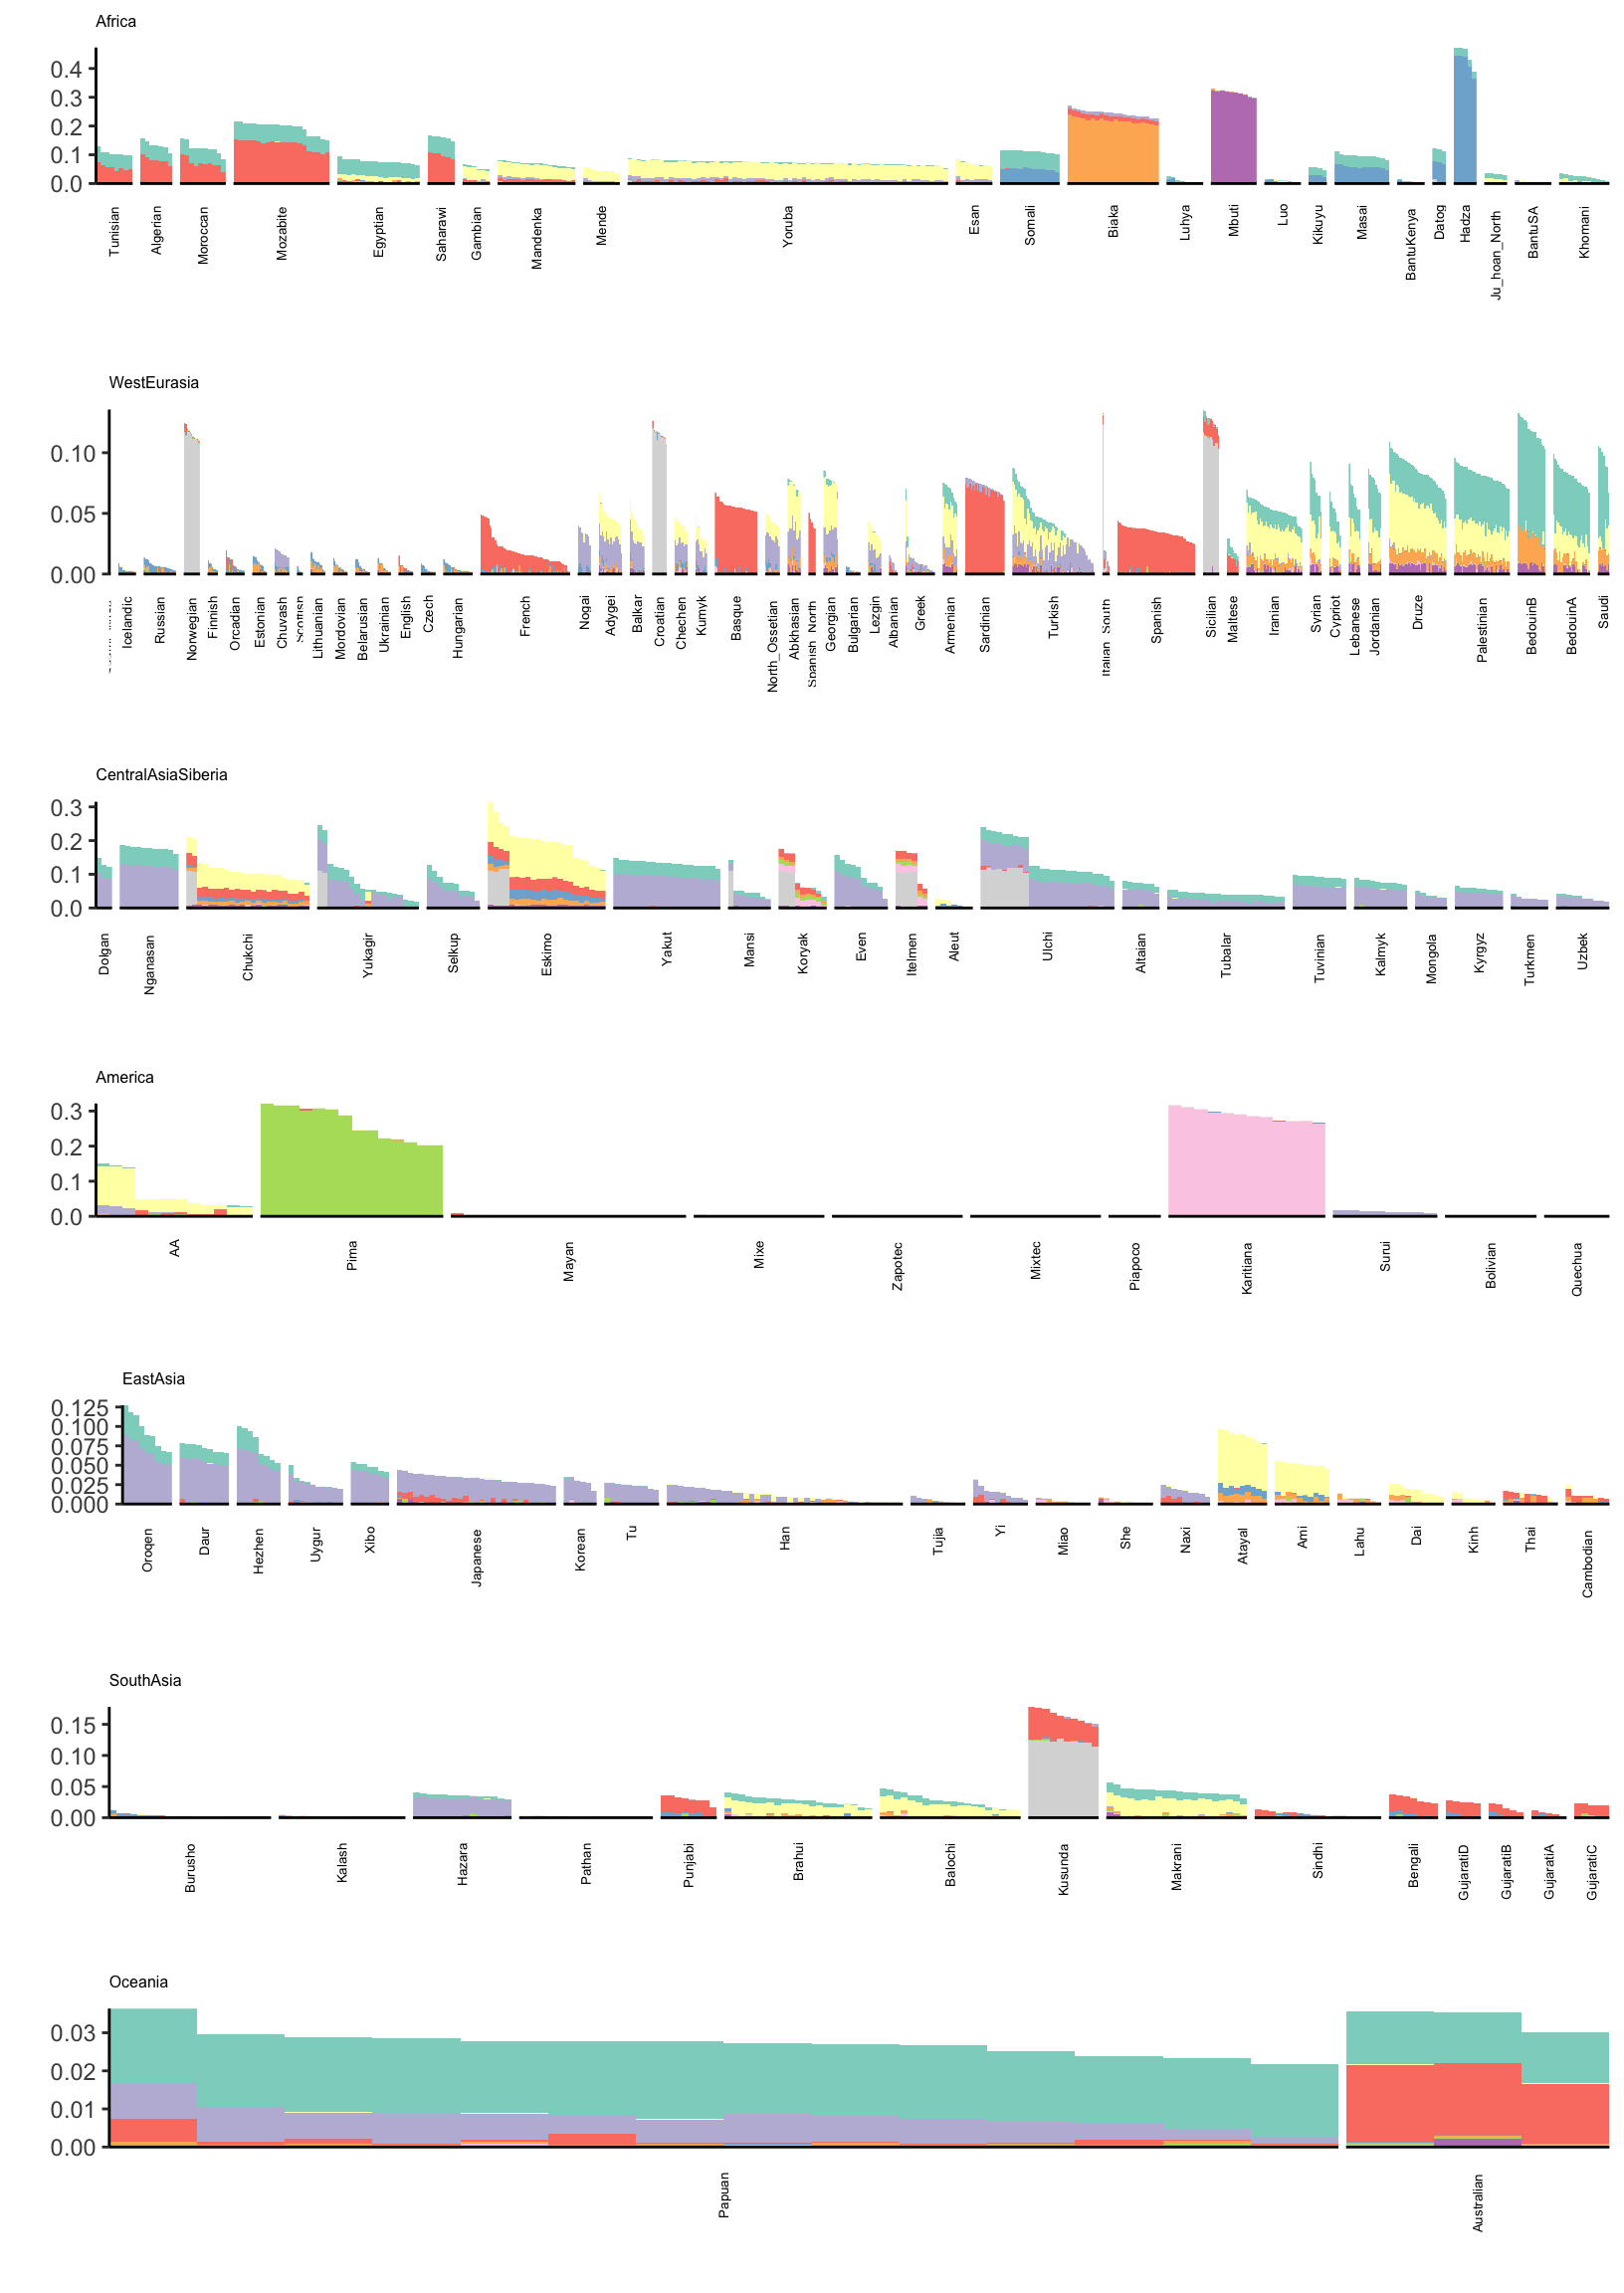 Africa
0.4
0.3
0.2
0.1
0.0
Tunisian
Algerian
Moroccan
Mozabite
Egyptian
Saharawi
Gambian
Mandenka
Mende
Yoruba
Esan
Somali
Biaka
Luhya
Mbuti
Luo
Kikuyu
Masai
BantuKenya
Datog
Hadza
Ju_hoan_North
BantuSA
Khomani
WestEurasia
0.10
0.05
0.00
Icelandic
Russian
Norwegian
Finnish
Orcadian
Estonian
Chuvash
Lithuanian
Mordovian
Belarusian
Ukrainian
English
Czech
Hungarian
French
Nogai
Adygei
Balkar
Croatian
Chechen
Kumyk
Basque
North_Ossetian
Abkhasian
Spanish_North
Georgian
Bulgarian
Lezgin
Albanian
Greek
Armenian
Sardinian
Turkish
Italian_South
Spanish
Sicilian
Maltese
Iranian
Syrian
Cypriot
Lebanese
Jordanian
Druze
Palestinian
BedouinB
BedouinA
Saudi
CentralAsiaSiberia
0.3
0.2
0.1
0.0
Dolgan
Nganasan
Chukchi
Yukagir
Selkup
Eskimo
Yakut
Mansi
Koryak
Even
Itelmen
Aleut
Ulchi
Altaian
Tubalar
Tuvinian
Kalmyk
Mongola
Kyrgyz
Turkmen
Uzbek
America
0.3
0.2
0.1
0.0
AA
Pima
Mayan
Mixe
Zapotec
Mixtec
Piapoco
Karitiana
Surui
Bolivian
Quechua
EastAsia
0.125
0.100
0.075
0.050
0.025
0.000
Oroqen
Daur
Hezhen
Uygur
Xibo
Japanese
Korean
Tu
Han
Tujia
Yi
Miao
She
Naxi
Atayal
Ami
Lahu
Dai
Kinh
Thai
Cambodian
SouthAsia
0.15
0.10
0.05
0.00
Burusho
Kalash
Hazara
Pathan
Punjabi
Brahui
Balochi
Kusunda
Makrani
Sindhi
Bengali
GujaratiD
GujaratiB
GujaratiA
GujaratiC
Oceania
0.03
0.02
0.01
0.00
Papuan
Australian